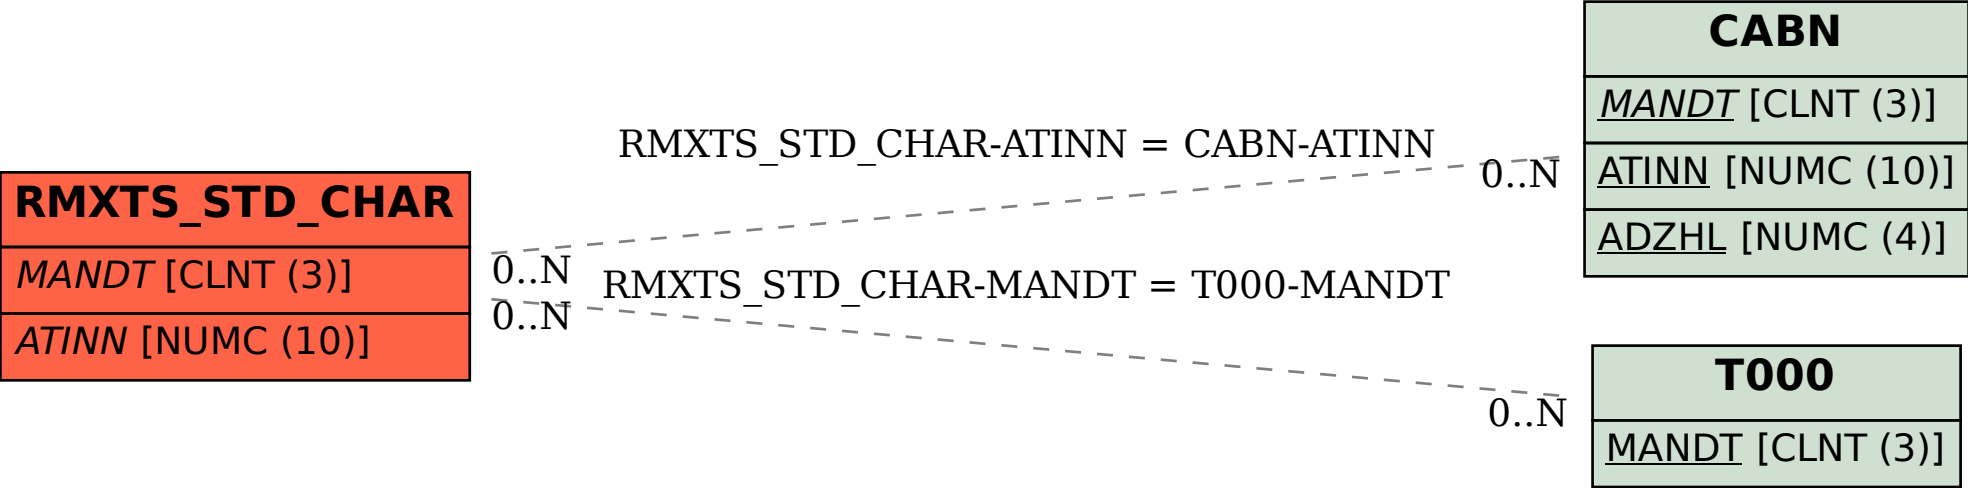 RMXTS_STD_CHAR
MANDT [CLNT (3)]
ATINN [NUMC (10)]
RMXTS_STD_CHAR-ATINN = CABN-ATINN
0..N
0..N
RMXTS_STD_CHAR-MANDT = T000-MANDT
0..N
0..N
CABN
MANDT [CLNT (3)]
ATINN [NUMC (10)]
ADZHL [NUMC (4)]
T000
MANDT [CLNT (3)]